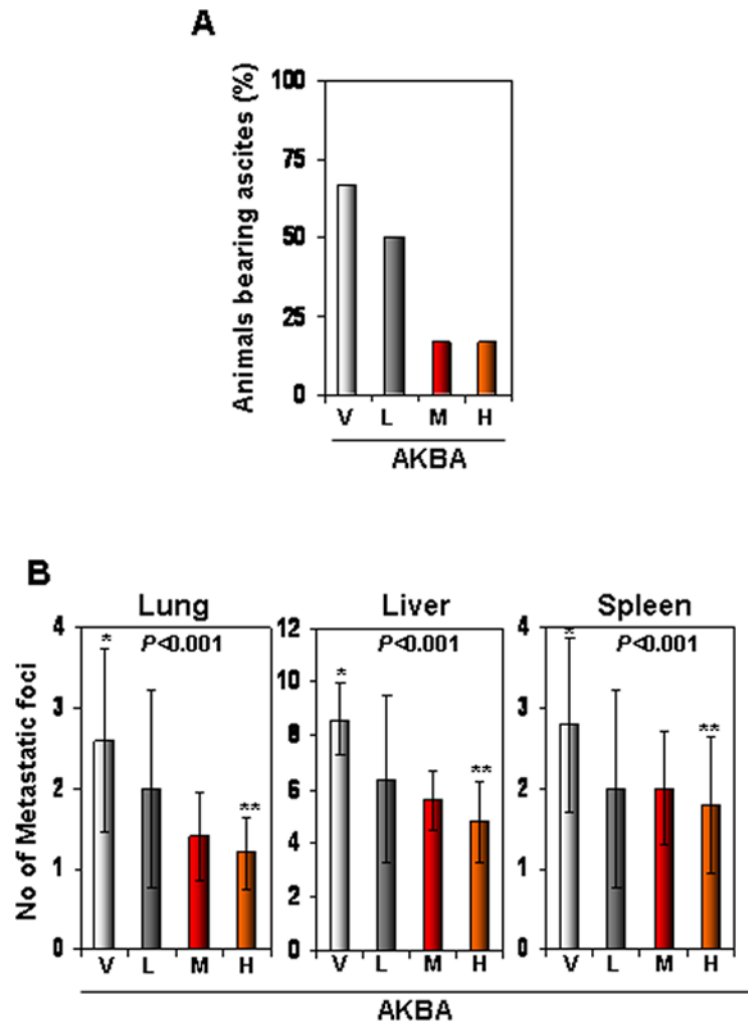 A
Animals bearing ascites (%)
100
75
50
25
0
V L M H
AKBA
B
Lung Liver Spleen
No of Metastatic foci
4
3
2
1
0
* P<0.001 **
V L M H
12
10
8
6
4
2
0
* P<0.001 **
V L M H
4
3
2
1
0
* P<0.001 **
V L M H
AKBA